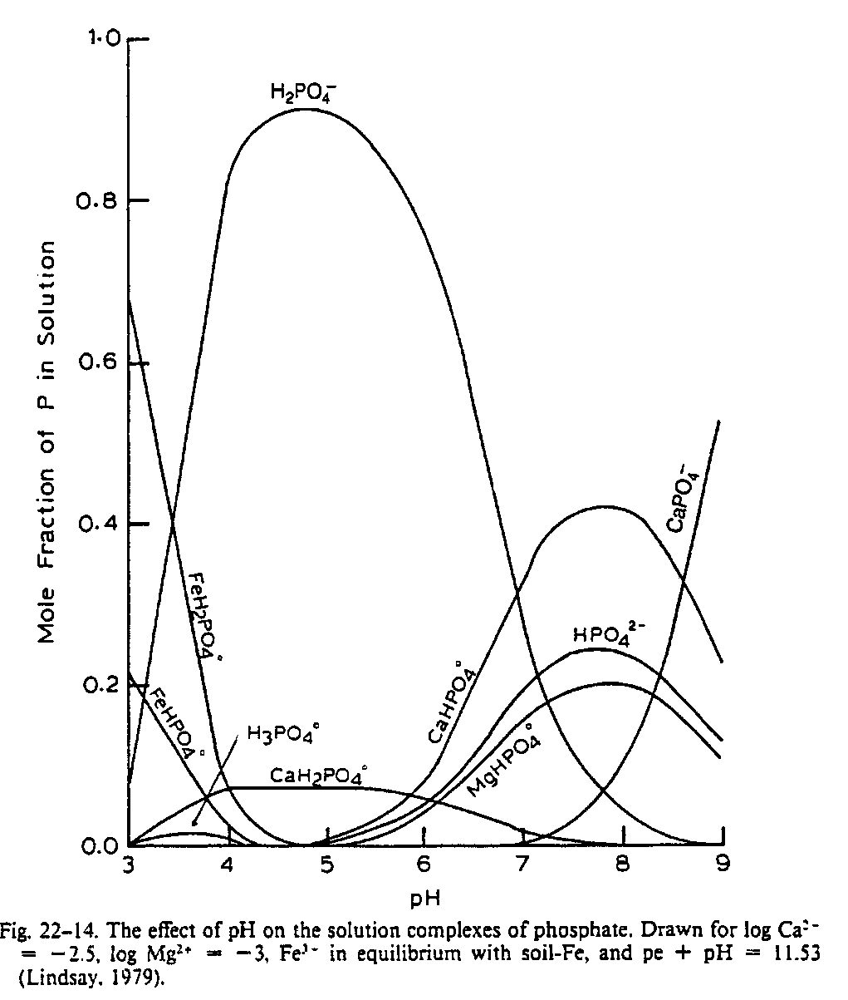 1.0
H₂PO₄⁻
0.8
Mole Fraction of P in Solution
0.6
CaPO₄⁻
0.4
FeH₂PO₄°
HPO₄²⁻
0.2
FeHPO₄°
CaHPO₄°
H₃PO₄°
MgHPO₄°
CaH₂PO₄°
0.0
3 4 5 6 7 8 9
pH
Fig. 22-14. The effect of pH on the solution complexes of phosphate. Drawn for log Ca²⁻
= −2.5, log Mg²⁺ = −3, Fe³⁻ in equilibrium with soil-Fe, and pe + pH = 11.53
(Lindsay, 1979).